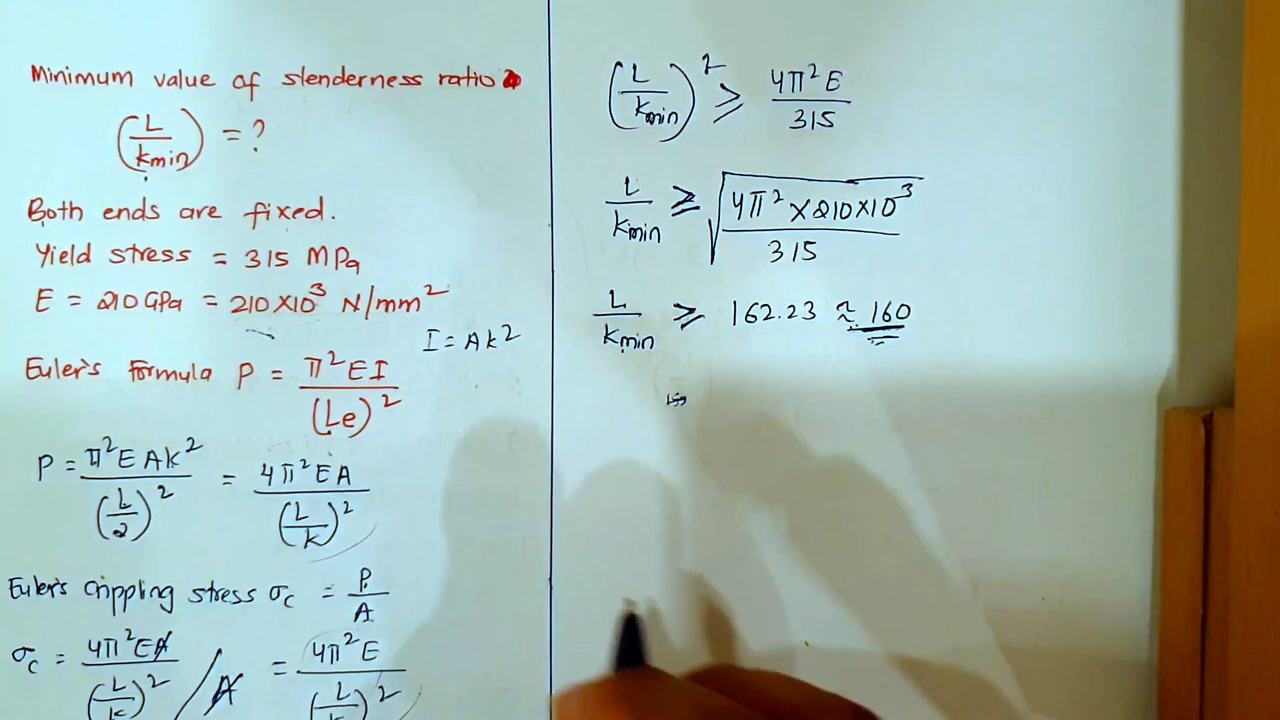 Minimum value of slenderness ratio
(L/kmin) = ?
Both ends are fixed.
Yield stress = 315 MPa
E = 210 GPa = 210×10³ N/mm²
I = Ak²
Euler's formula P = π²EI/(Le)²
P = π²EAk²/(L/2)² = 4π²EA/(L/k)²
Euler's crippling stress σc = P/A
σc = 4π²EA/(L/k)² / A = 4π²E/(L/k)²
(L/kmin)² ≥ 4π²E/315
L/kmin ≥ √(4π²×210×10³/315)
L/kmin ≥ 162.23 ≈ 160